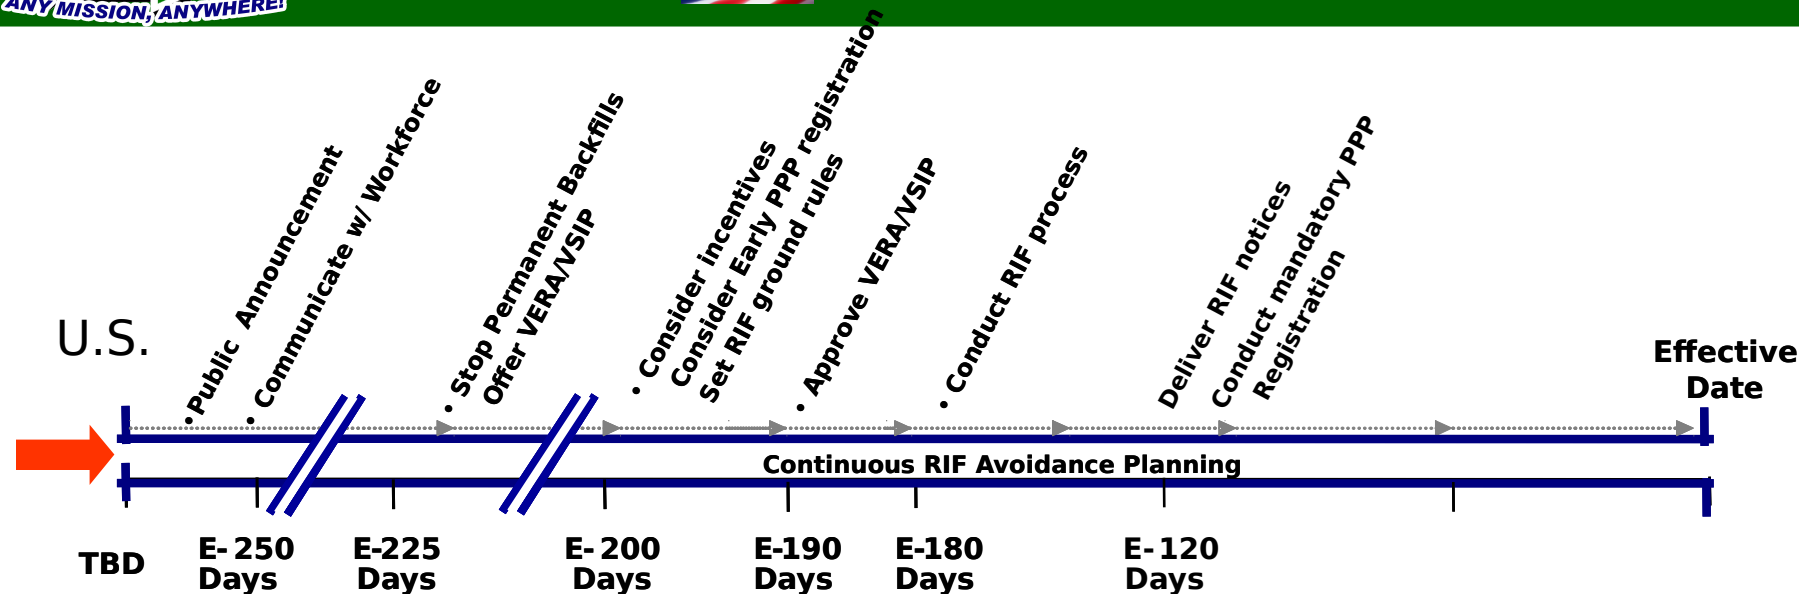 ANY MISSION, ANYWHERE!
• Public Announcement
• Communicate w/ Workforce
• Stop Permanent Backfills
Offer VERA/VSIP
• Consider incentives
Consider Early PPP registration
Set RIF ground rules
• Approve VERA/VSIP
• Conduct RIF process
Deliver RIF notices
Conduct mandatory PPP
Registration
U.S.
Effective
Date
Continuous RIF Avoidance Planning
TBD
E-250
Days
E-225
Days
E-200
Days
E-190
Days
E-180
Days
E-120
Days